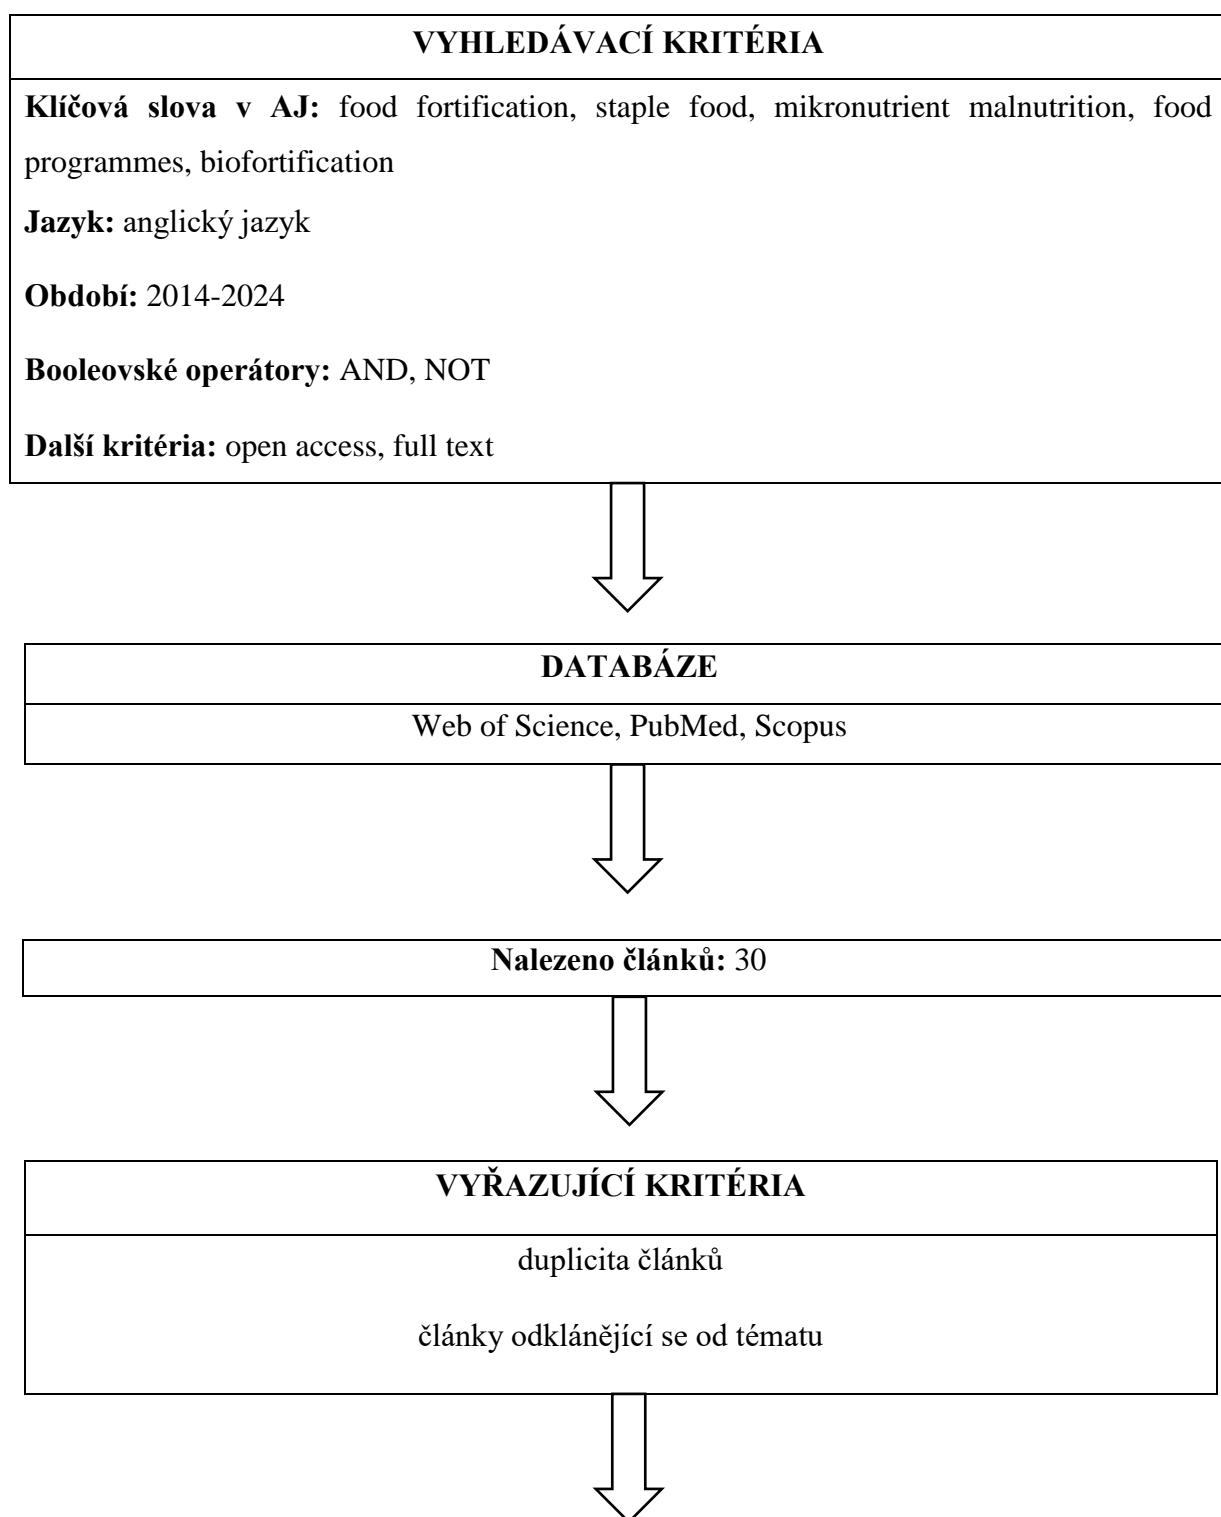 VYHLEDÁVACÍ KRITÉRIA
Klíčová slova v AJ: food fortification, staple food, mikronutrient malnutrition, food
programmes, biofortification
Jazyk: anglický jazyk
Období: 2014-2024
Booleovské operátory: AND, NOT
Další kritéria: open access, full text
DATABÁZE
Web of Science, PubMed, Scopus
Nalezeno článků: 30
VYŘAZUJÍCÍ KRITÉRIA
duplicita článků
články odklánějící se od tématu